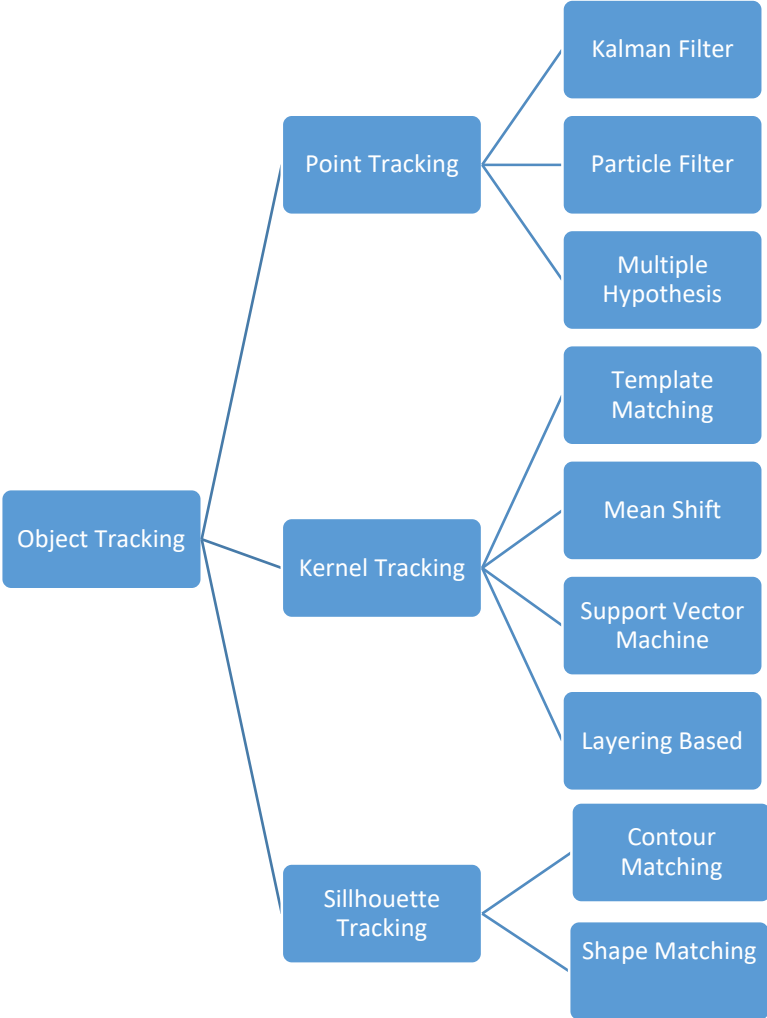 Kalman Filter
Point Tracking
Particle Filter
Multiple
Hypothesis
Template
Matching
Mean Shift
Object Tracking
Kernel Tracking
Support Vector
Machine
Layering Based
Contour
Matching
Sillhouette
Tracking
Shape Matching